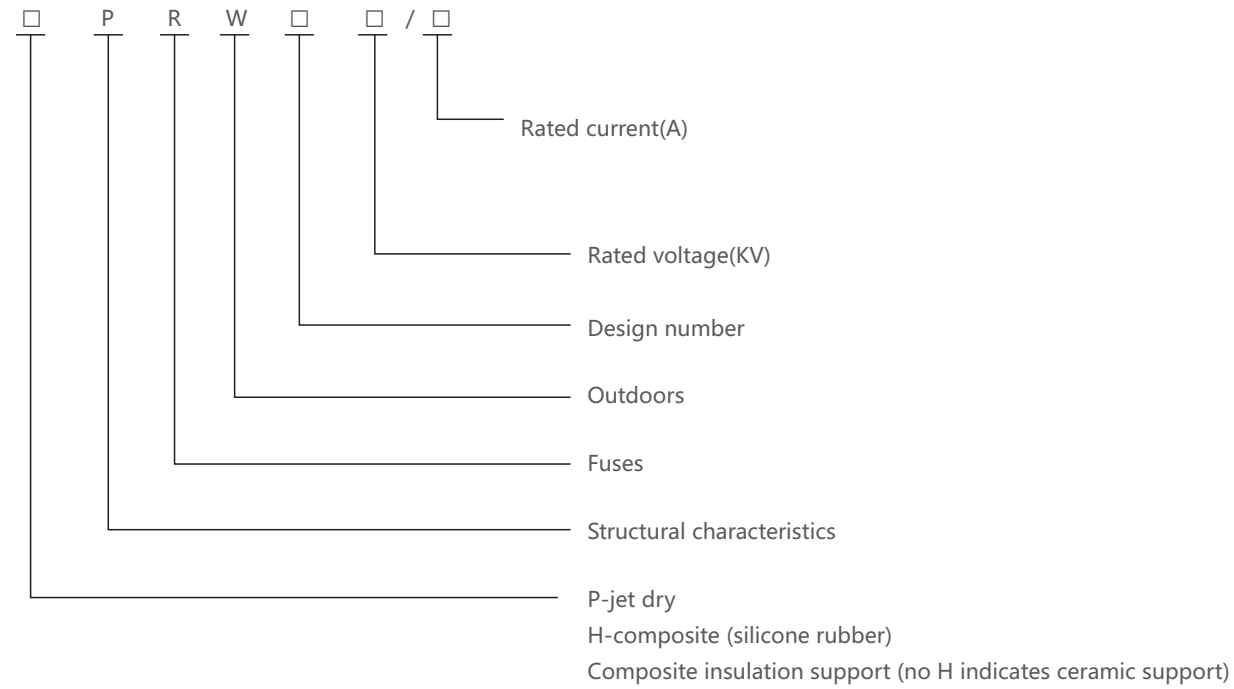 □ P R W □ □ / □
Rated current(A)
Rated voltage(KV)
Design number
Outdoors
Fuses
Structural characteristics
P-jet dry
H-composite (silicone rubber)
Composite insulation support (no H indicates ceramic support)